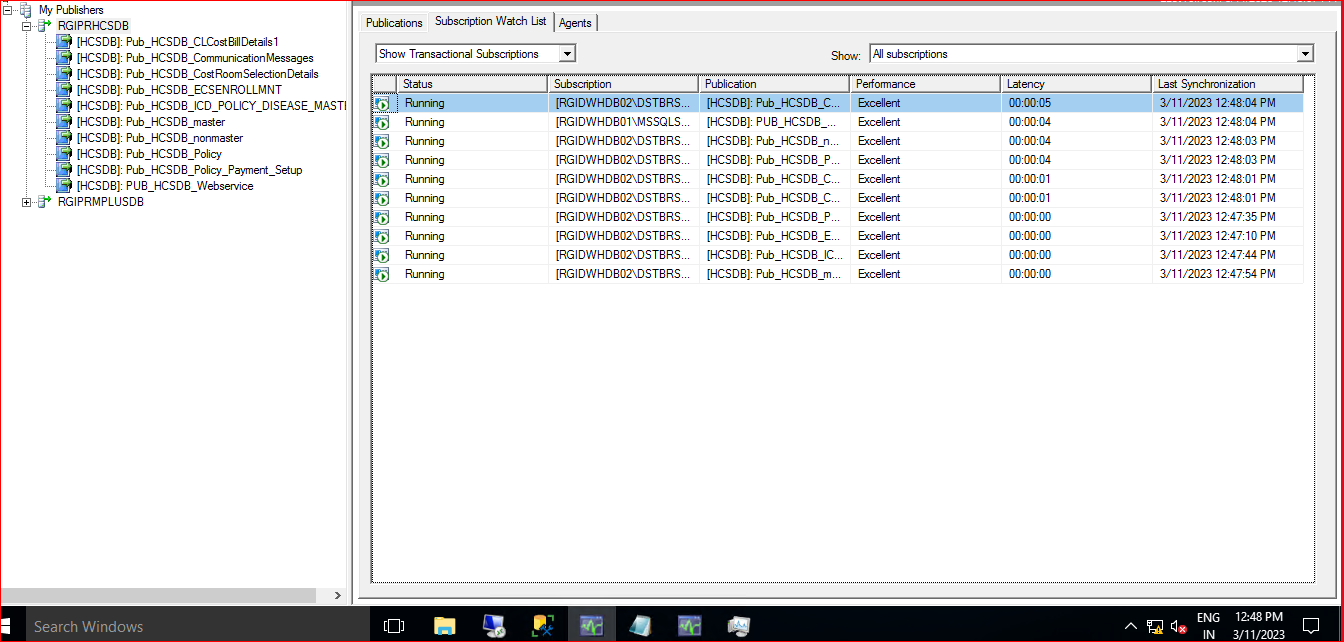 My Publishers
RGIPRHCSDB
[HCSDB]: Pub_HCSDB_CLCostBillDetails1
[HCSDB]: Pub_HCSDB_CommunicationMessages
[HCSDB]: Pub_HCSDB_CostRoomSelectionDetails
[HCSDB]: Pub_HCSDB_ECSENROLLMNT
[HCSDB]: Pub_HCSDB_ICD_POLICY_DISEASE_MASTI
[HCSDB]: Pub_HCSDB_master
[HCSDB]: Pub_HCSDB_nonmaster
[HCSDB]: Pub_HCSDB_Policy
[HCSDB]: Pub_HCSDB_Policy_Payment_Setup
[HCSDB]: PUB_HCSDB_Webservice
RGIPRMPLUSDB
Publications Subscription Watch List Agents
Show Transactional Subscriptions Show: All subscriptions
Status Subscription Publication Performance Latency Last Synchronization
Running [RGIDWHDB02\DSTBRS... [HCSDB]: Pub_HCSDB_C... Excellent 00:00:05 3/11/2023 12:48:04 PM
Running [RGIDWHDB01\MSSQLS... [HCSDB]: PUB_HCSDB_... Excellent 00:00:04 3/11/2023 12:48:04 PM
Running [RGIDWHDB02\DSTBRS... [HCSDB]: Pub_HCSDB_n... Excellent 00:00:04 3/11/2023 12:48:03 PM
Running [RGIDWHDB02\DSTBRS... [HCSDB]: Pub_HCSDB_P... Excellent 00:00:04 3/11/2023 12:48:03 PM
Running [RGIDWHDB02\DSTBRS... [HCSDB]: Pub_HCSDB_C... Excellent 00:00:01 3/11/2023 12:48:01 PM
Running [RGIDWHDB02\DSTBRS... [HCSDB]: Pub_HCSDB_C... Excellent 00:00:01 3/11/2023 12:48:01 PM
Running [RGIDWHDB02\DSTBRS... [HCSDB]: Pub_HCSDB_P... Excellent 00:00:00 3/11/2023 12:47:35 PM
Running [RGIDWHDB02\DSTBRS... [HCSDB]: Pub_HCSDB_E... Excellent 00:00:00 3/11/2023 12:47:10 PM
Running [RGIDWHDB02\DSTBRS... [HCSDB]: Pub_HCSDB_IC... Excellent 00:00:00 3/11/2023 12:47:44 PM
Running [RGIDWHDB02\DSTBRS... [HCSDB]: Pub_HCSDB_m... Excellent 00:00:00 3/11/2023 12:47:54 PM
Search Windows
ENG 12:48 PM
IN 3/11/2023